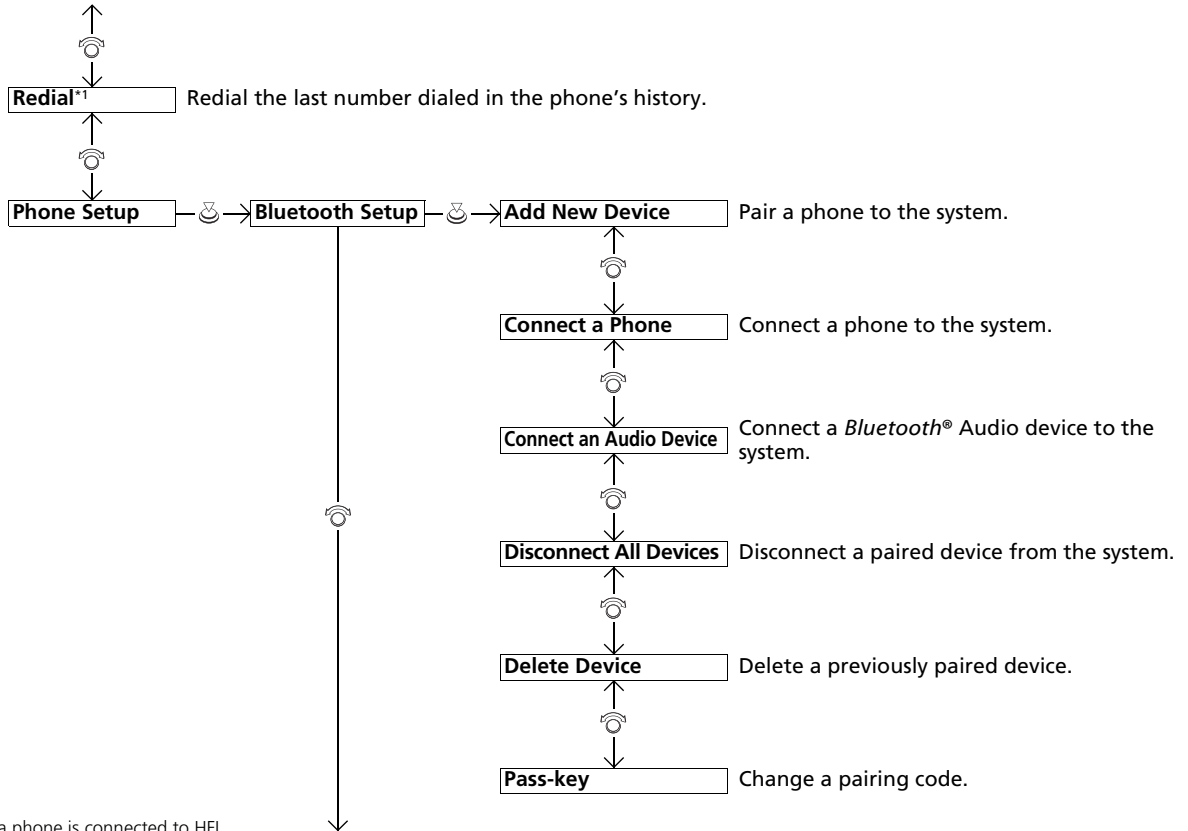 Redial*1 Redial the last number dialed in the phone's history.
Phone Setup Bluetooth Setup Add New Device Pair a phone to the system.
Connect a Phone Connect a phone to the system.
Connect an Audio Device Connect a Bluetooth® Audio device to the
system.
Disconnect All Devices Disconnect a paired device from the system.
Delete Device Delete a previously paired device.
Pass-key Change a pairing code.
a phone is connected to HFL